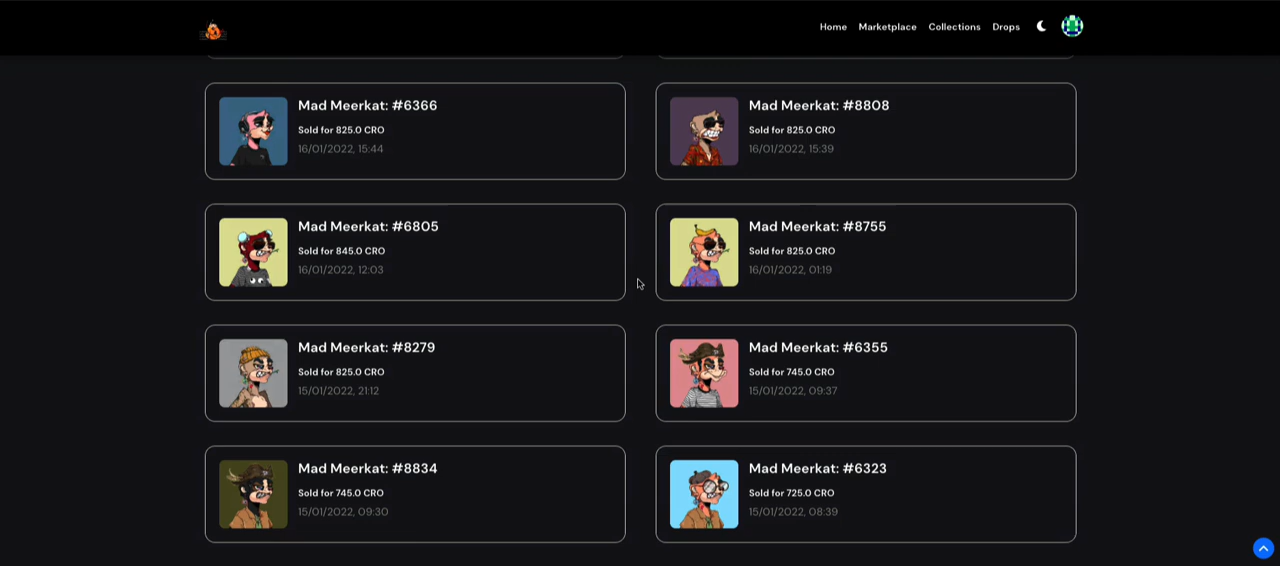 Home Marketplace Collections Drops
Mad Meerkat: #6366
Sold for 825.0 CRO
16/01/2022, 15:44
Mad Meerkat: #8808
Sold for 825.0 CRO
16/01/2022, 15:39
Mad Meerkat: #6805
Sold for 845.0 CRO
16/01/2022, 12:03
Mad Meerkat: #8755
Sold for 825.0 CRO
16/01/2022, 01:19
Mad Meerkat: #8279
Sold for 825.0 CRO
15/01/2022, 21:12
Mad Meerkat: #6355
Sold for 745.0 CRO
15/01/2022, 09:37
Mad Meerkat: #8834
Sold for 745.0 CRO
15/01/2022, 09:30
Mad Meerkat: #6323
Sold for 725.0 CRO
15/01/2022, 08:39